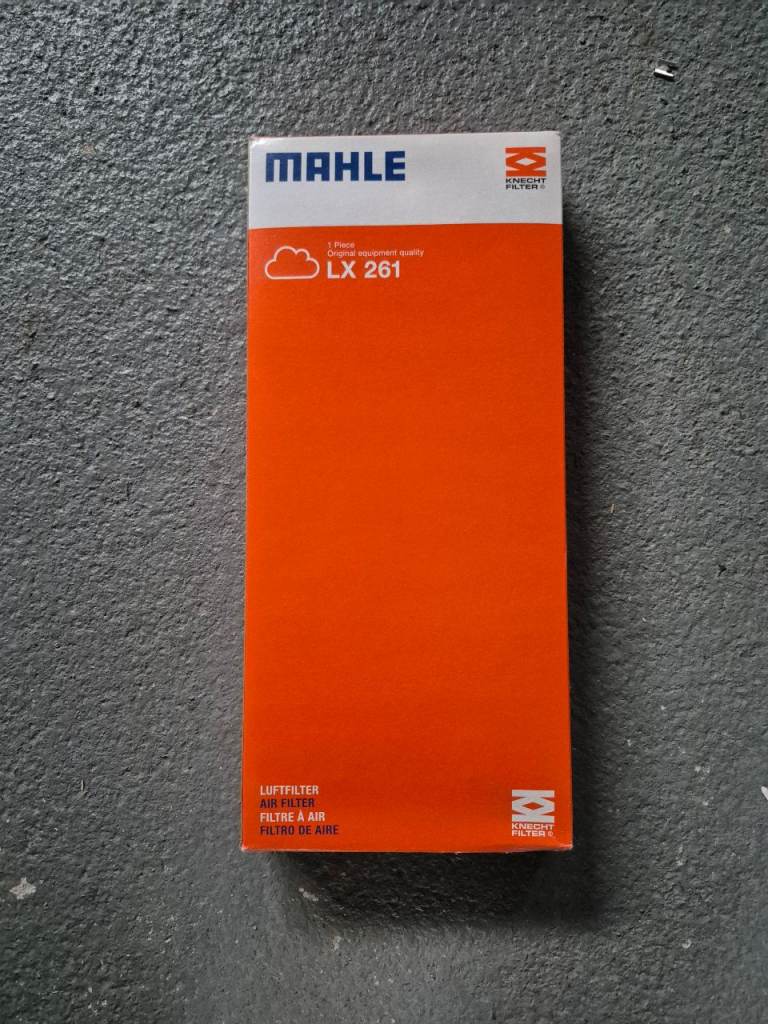 MAHLE
KNECHT
FILTER ©
1 Piece
Original equipment quality
LX 261
LUFTFILTER
AIR FILTER
FILTRE À AIR
FILTRO DE AIRE
KNECHT
FILTER ©